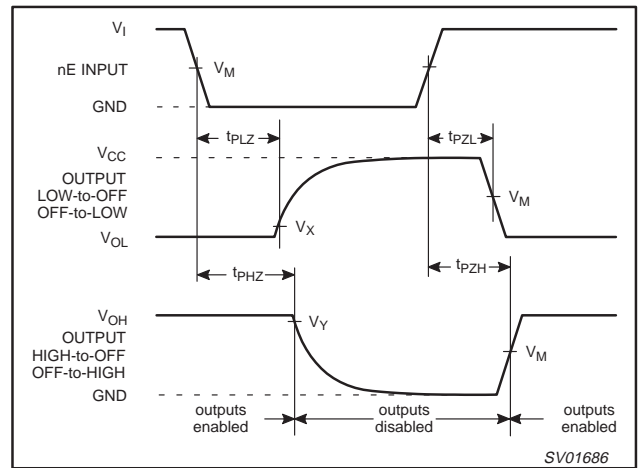 VI
nE INPUT
VM
GND
tPLZ
tPZL
VCC
OUTPUT
LOW-to-OFF
OFF-to-LOW
VM
VX
VOL
tPHZ
tPZH
VOH
VY
OUTPUT
HIGH-to-OFF
OFF-to-HIGH
VM
GND
outputs
enabled
outputs
disabled
outputs
enabled
SV01686